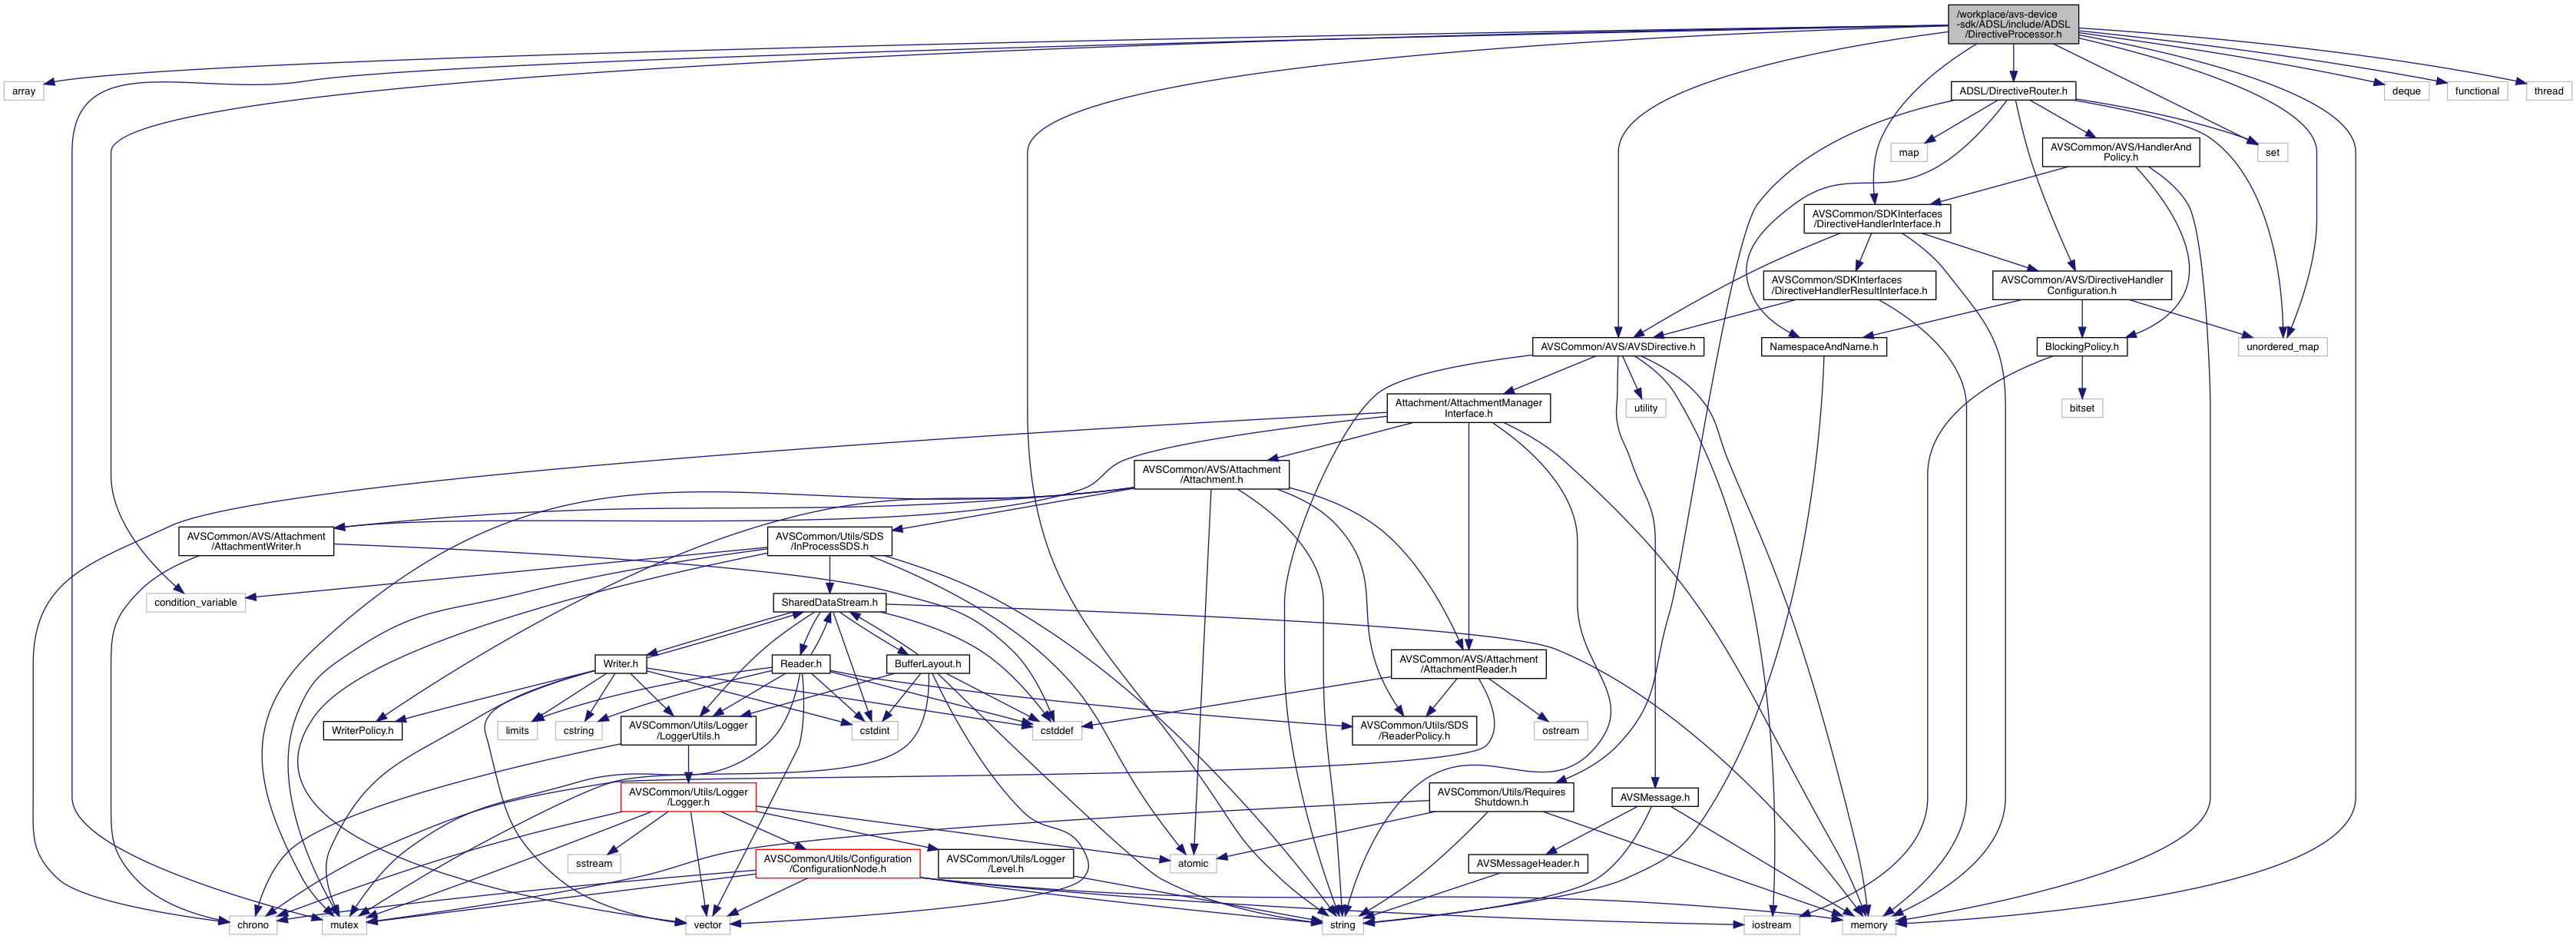 /workplace/avs-device
-sdk/ADSL/include/ADSL
/DirectiveProcessor.h
array
ADSL/DirectiveRouter.h
deque
functional
thread
map
AVSCommon/AVS/HandlerAnd
Policy.h
set
AVSCommon/SDKInterfaces
/DirectiveHandlerInterface.h
AVSCommon/SDKInterfaces
/DirectiveHandlerResultInterface.h
AVSCommon/AVS/DirectiveHandler
Configuration.h
AVSCommon/AVS/AVSDirective.h
NamespaceAndName.h
BlockingPolicy.h
unordered_map
Attachment/AttachmentManager
Interface.h
utility
bitset
AVSCommon/AVS/Attachment
/Attachment.h
AVSCommon/AVS/Attachment
/AttachmentWriter.h
AVSCommon/Utils/SDS
/InProcessSDS.h
condition_variable
SharedDataStream.h
Writer.h
Reader.h
BufferLayout.h
AVSCommon/AVS/Attachment
/AttachmentReader.h
WriterPolicy.h
limits
cstring
AVSCommon/Utils/Logger
/LoggerUtils.h
cstdint
cstddef
AVSCommon/Utils/SDS
/ReaderPolicy.h
ostream
AVSCommon/Utils/Logger
/Logger.h
AVSCommon/Utils/Requires
Shutdown.h
AVSMessage.h
sstream
AVSCommon/Utils/Configuration
/ConfigurationNode.h
AVSCommon/Utils/Logger
/Level.h
atomic
AVSMessageHeader.h
chrono
mutex
vector
string
iostream
memory